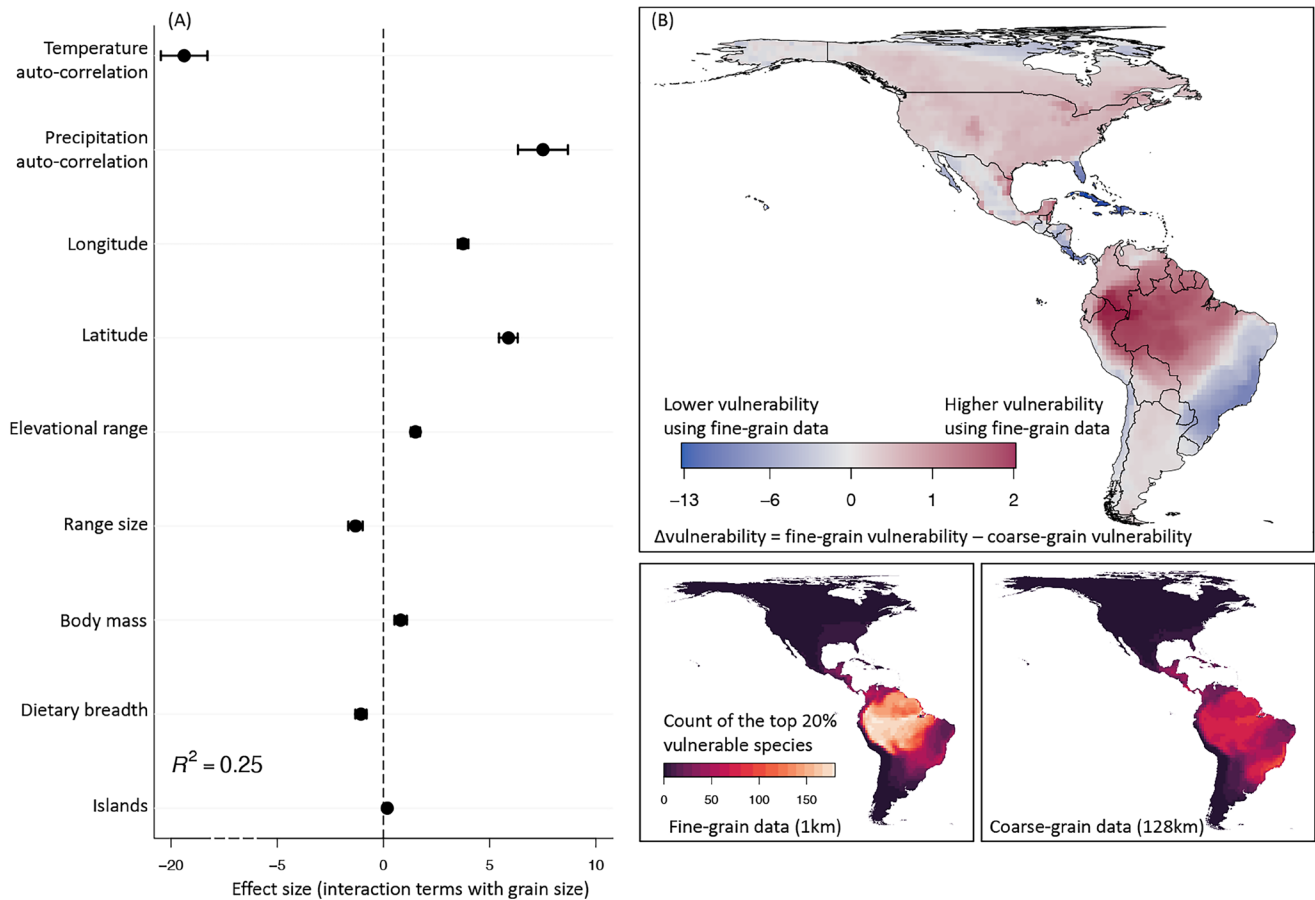 (A)
Temperature
auto-correlation
Precipitation
auto-correlation
Longitude
Latitude
Elevational range
Range size
Body mass
Dietary breadth
R² = 0.25
Islands
−20 −5 0 5 10
Effect size (interaction terms with grain size)
(B)
Lower vulnerability
using fine-grain data
Higher vulnerability
using fine-grain data
−13 −6 0 1 2
Δvulnerability = fine-grain vulnerability – coarse-grain vulnerability
Count of the top 20%
vulnerable species
0 50 100 150
Fine-grain data (1km)
Coarse-grain data (128km)